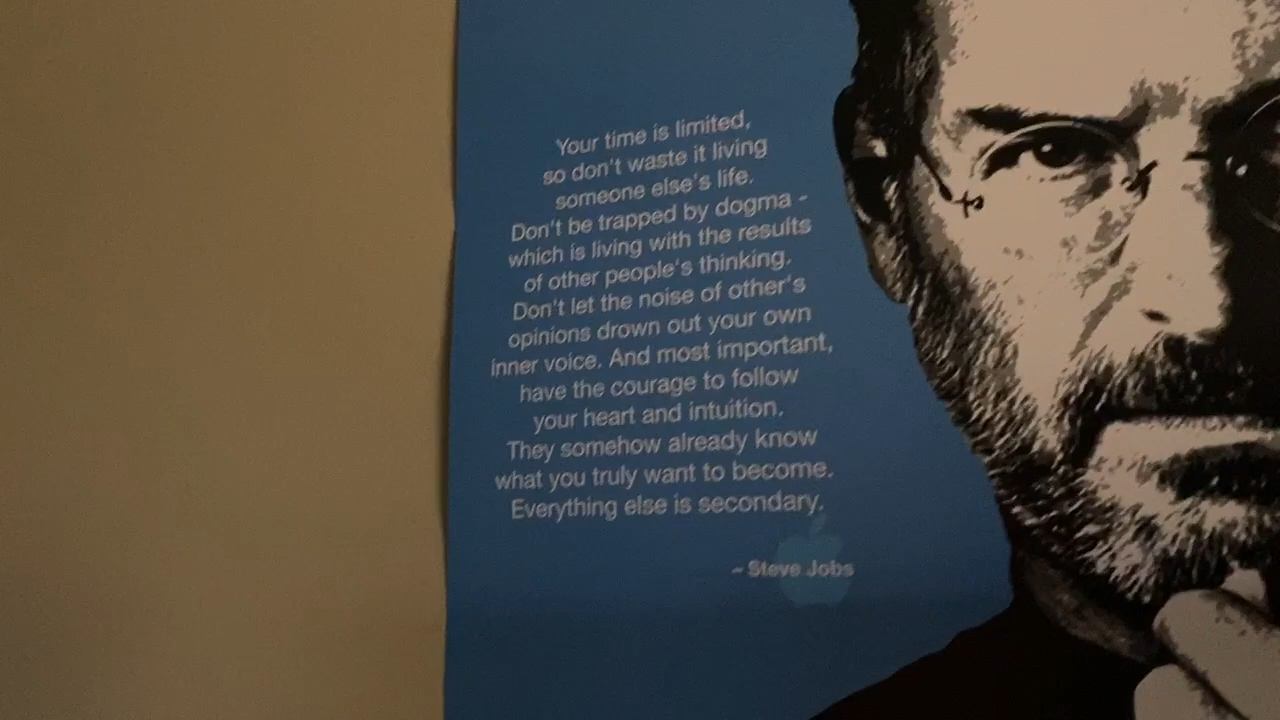 Your time is limited,
so don't waste it living
someone else's life.
Don't be trapped by dogma -
which is living with the results
of other people's thinking.
Don't let the noise of other's
opinions drown out your own
inner voice. And most important,
have the courage to follow
your heart and intuition.
They somehow already know
what you truly want to become.
Everything else is secondary.
– Steve Jobs